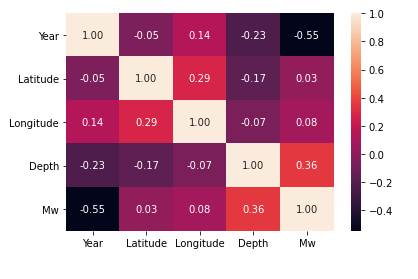 Year 1.00 -0.05 0.14 -0.23 -0.55
Latitude -0.05 1.00 0.29 -0.17 0.03
Longitude 0.14 0.29 1.00 -0.07 0.08
Depth -0.23 -0.17 -0.07 1.00 0.36
Mw -0.55 0.03 0.08 0.36 1.00
Year Latitude Longitude Depth Mw
1.0
0.8
0.6
0.4
0.2
0.0
−0.2
−0.4